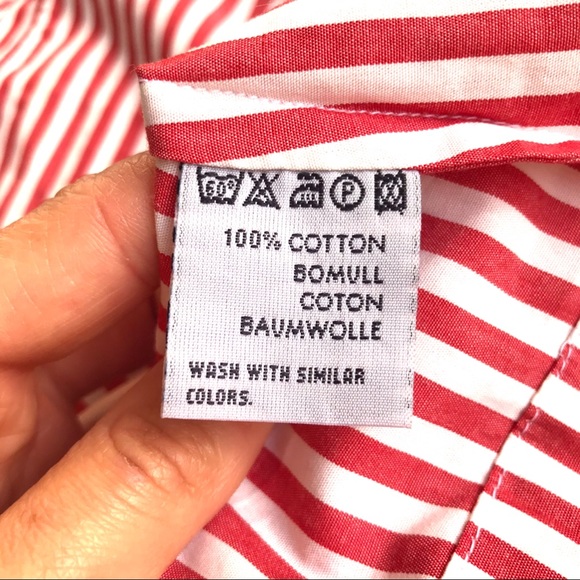 60° P
100% COTTON
BOMULL
COTON
BAUMWOLLE
WASH WITH SIMILAR
COLORS.